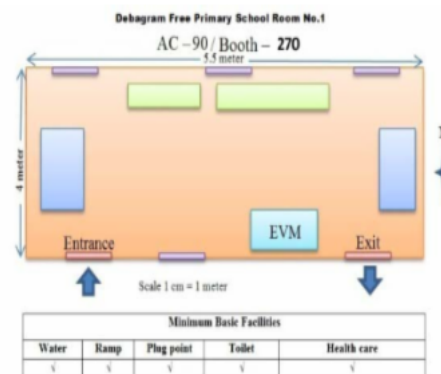 Debagram Free Primary School Room No.1
AC – 90 / Booth – 270
5.5 meter
4 meter
EVM
Entrance
Exit
Scale 1 cm = 1 meter
Minimum Basic Facilities
Water Ramp Plug point Toilet Health care
√ √ √ √ √